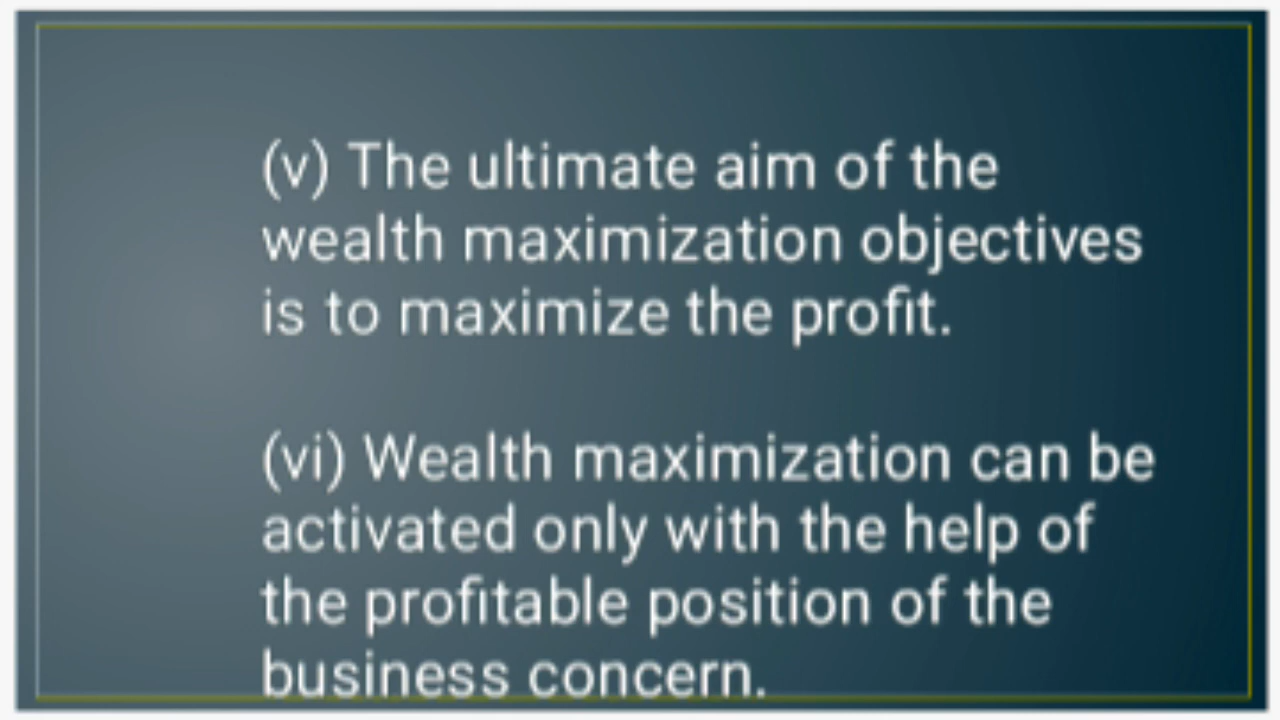 (v) The ultimate aim of the
wealth maximization objectives
is to maximize the profit.
(vi) Wealth maximization can be
activated only with the help of
the profitable position of the
business concern.